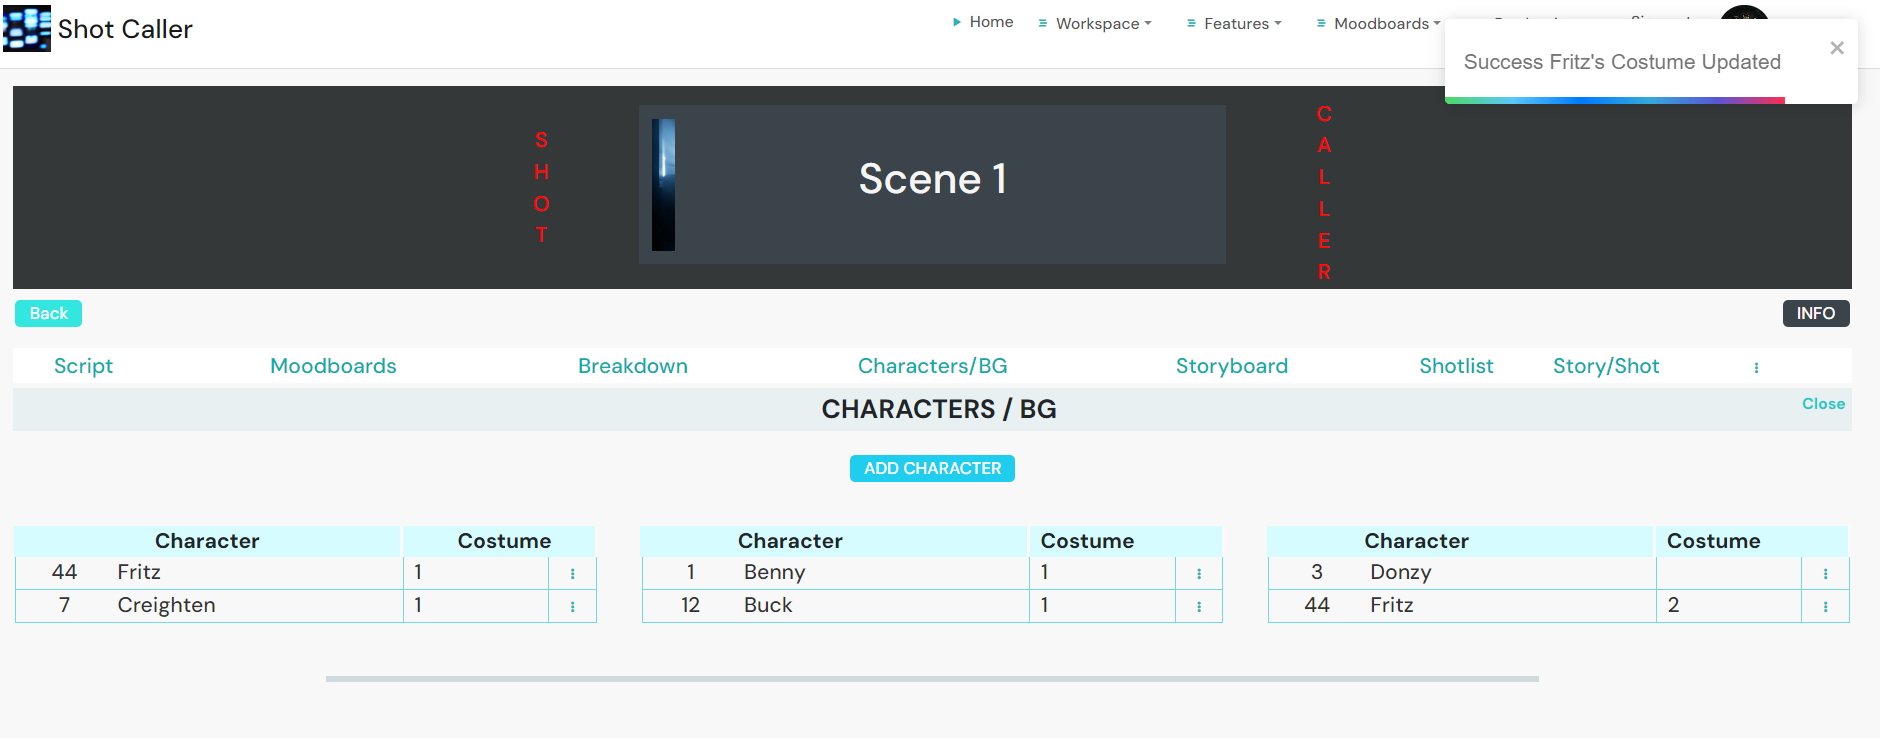 Shot Caller
Home
Workspace
Features
Moodboards
Success Fritz's Costume Updated
SHOT
Scene 1
CALLER
Back
INFO
Script
Moodboards
Breakdown
Characters/BG
Storyboard
Shotlist
Story/Shot
CHARACTERS / BG
Close
ADD CHARACTER
Character Costume
44 Fritz 1
7 Creighten 1
Character Costume
1 Benny 1
12 Buck 1
Character Costume
3 Donzy
44 Fritz 2